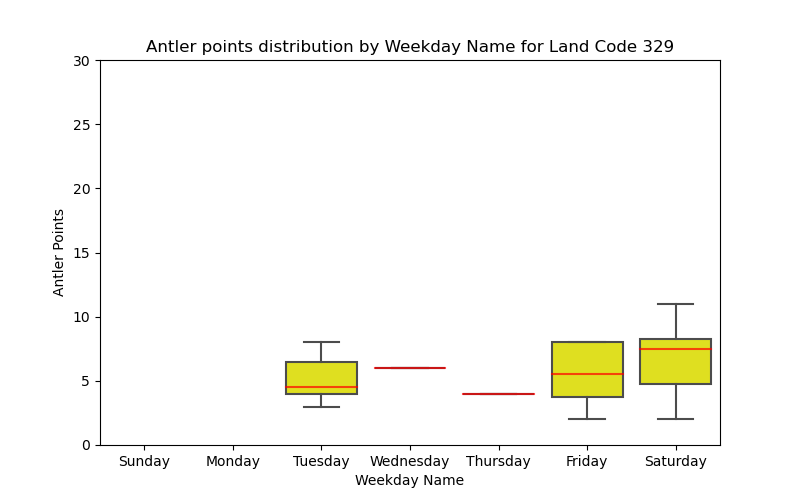 Antler points distribution by Weekday Name for Land Code 329
30
25
20
15
10
5
0
Antler Points
Sunday Monday Tuesday Wednesday Thursday Friday Saturday
Weekday Name